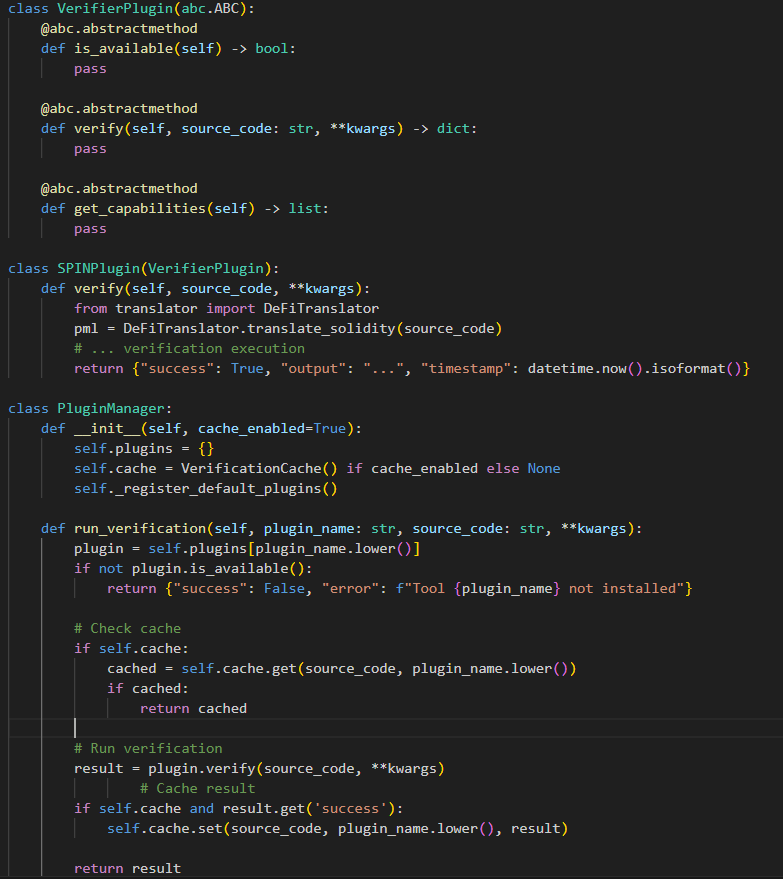 class VerifierPlugin(abc.ABC):
    @abc.abstractmethod
    def is_available(self) -> bool:
        pass

    @abc.abstractmethod
    def verify(self, source_code: str, **kwargs) -> dict:
        pass

    @abc.abstractmethod
    def get_capabilities(self) -> list:
        pass

class SPINPlugin(VerifierPlugin):
    def verify(self, source_code, **kwargs):
        from translator import DeFiTranslator
        pml = DeFiTranslator.translate_solidity(source_code)
        # ... verification execution
        return {"success": True, "output": "...", "timestamp": datetime.now().isoformat()}

class PluginManager:
    def __init__(self, cache_enabled=True):
        self.plugins = {}
        self.cache = VerificationCache() if cache_enabled else None
        self._register_default_plugins()

    def run_verification(self, plugin_name: str, source_code: str, **kwargs):
        plugin = self.plugins[plugin_name.lower()]
        if not plugin.is_available():
            return {"success": False, "error": f"Tool {plugin_name} not installed"}

        # Check cache
        if self.cache:
            cached = self.cache.get(source_code, plugin_name.lower())
            if cached:
                return cached

        # Run verification
        result = plugin.verify(source_code, **kwargs)
                # Cache result
        if self.cache and result.get('success'):
            self.cache.set(source_code, plugin_name.lower(), result)

        return result